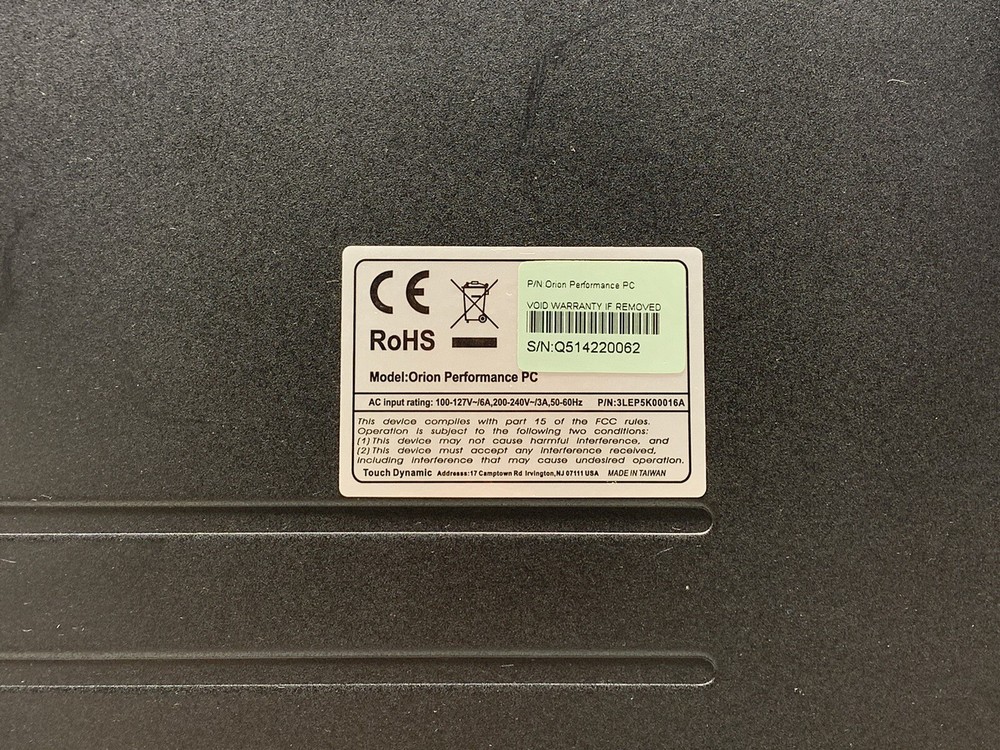 CE
RoHS
P/N:Orion Performance PC
VOID WARRANTY IF REMOVED
S/N:Q514220062
Model:Orion Performance PC
AC input rating: 100-127V~/6A,200-240V~/3A,50-60Hz P/N:3LEP5K00016A
This device complies with part 15 of the FCC rules.
Operation is subject to the following two conditions:
(1) This device may not cause harmful interference, and
(2) This device must accept any interference received,
including interference that may cause undesired operation.
Touch Dynamic Addresss:17 Camptown Rd Irvington,NJ 07111 USA MADE IN TAIWAN